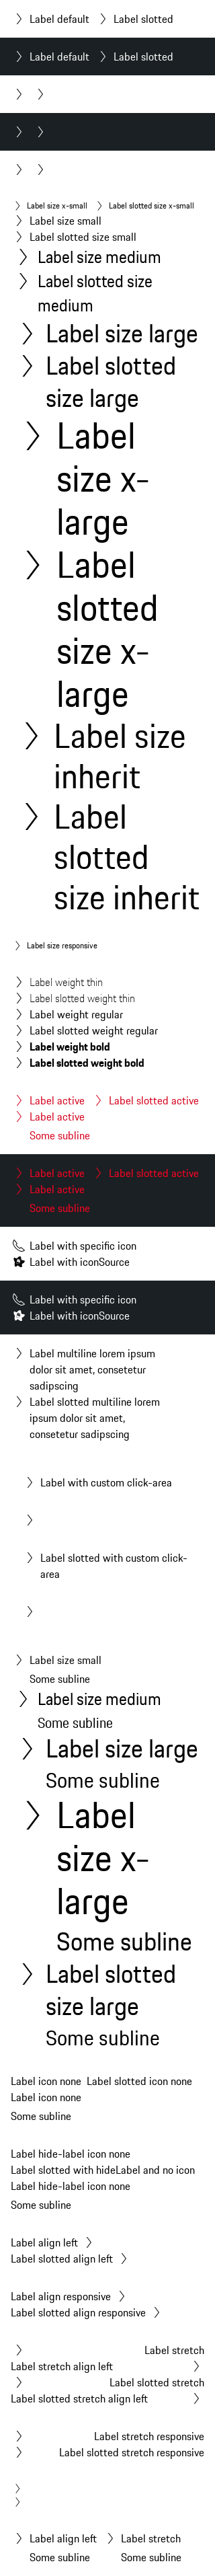 Label default Label slotted
Label default Label slotted
Label size x-small Label slotted size x-small
Label size small
Label slotted size small
Label size medium
Label slotted size
medium
Label size large
Label slotted
size large
Label
size x-
large
Label
slotted
size x-
large
Label size
inherit
Label
slotted
size inherit
Label size responsive
Label weight thin
Label slotted weight thin
Label weight regular
Label slotted weight regular
Label weight bold
Label slotted weight bold
Label active Label slotted active
Label active
Some subline
Label active Label slotted active
Label active
Some subline
Label with specific icon
Label with iconSource
Label with specific icon
Label with iconSource
Label multiline lorem ipsum
dolor sit amet, consetetur
sadipscing
Label slotted multiline lorem
ipsum dolor sit amet,
consetetur sadipscing
Label with custom click-area
Label slotted with custom click-
area
Label size small
Some subline
Label size medium
Some subline
Label size large
Some subline
Label
size x-
large
Some subline
Label slotted
size large
Some subline
Label icon none Label slotted icon none
Label icon none
Some subline
Label hide-label icon none
Label slotted with hideLabel and no icon
Label hide-label icon none
Some subline
Label align left
Label slotted align left
Label align responsive
Label slotted align responsive
Label stretch
Label stretch align left
Label slotted stretch
Label slotted stretch align left
Label stretch responsive
Label slotted stretch responsive
Label align left Label stretch
Some subline Some subline